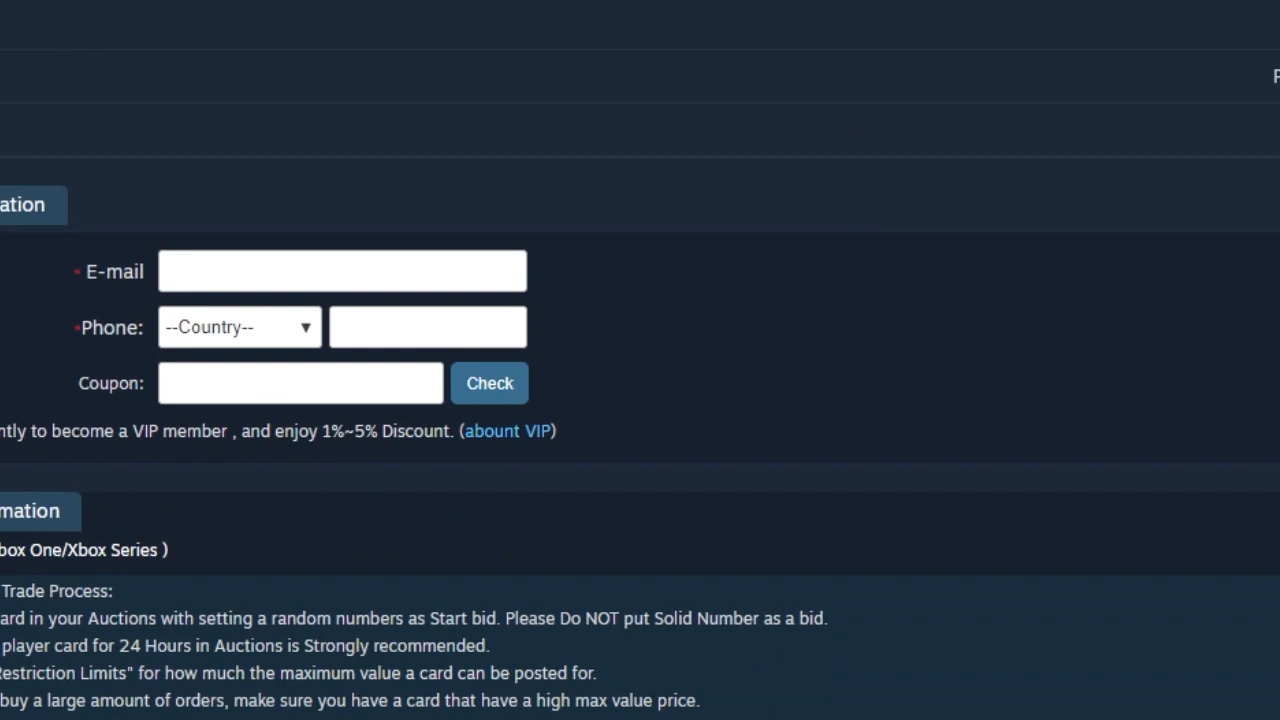 ation
• E-mail
•Phone: --Country-- ▼
Coupon: Check
ntly to become a VIP member , and enjoy 1%~5% Discount. (abount VIP)
mation
box One/Xbox Series )
Trade Process:
ard in your Auctions with setting a random numbers as Start bid. Please Do NOT put Solid Number as a bid.
player card for 24 Hours in Auctions is Strongly recommended.
Restriction Limits" for how much the maximum value a card can be posted for.
buy a large amount of orders, make sure you have a card that have a high max value price.